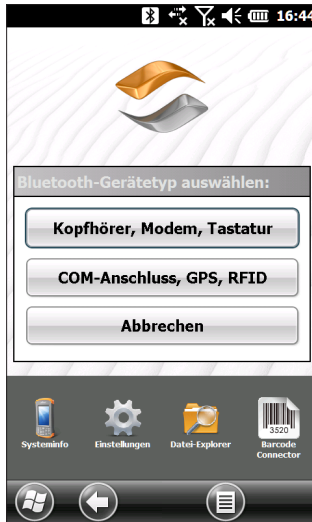 16:44
Bluetooth-Gerätetyp auswählen:
Kopfhörer, Modem, Tastatur
COM-Anschluss, GPS, RFID
Abbrechen
3520
Systeminfo Einstellungen Datei-Explorer Barcode
Connector